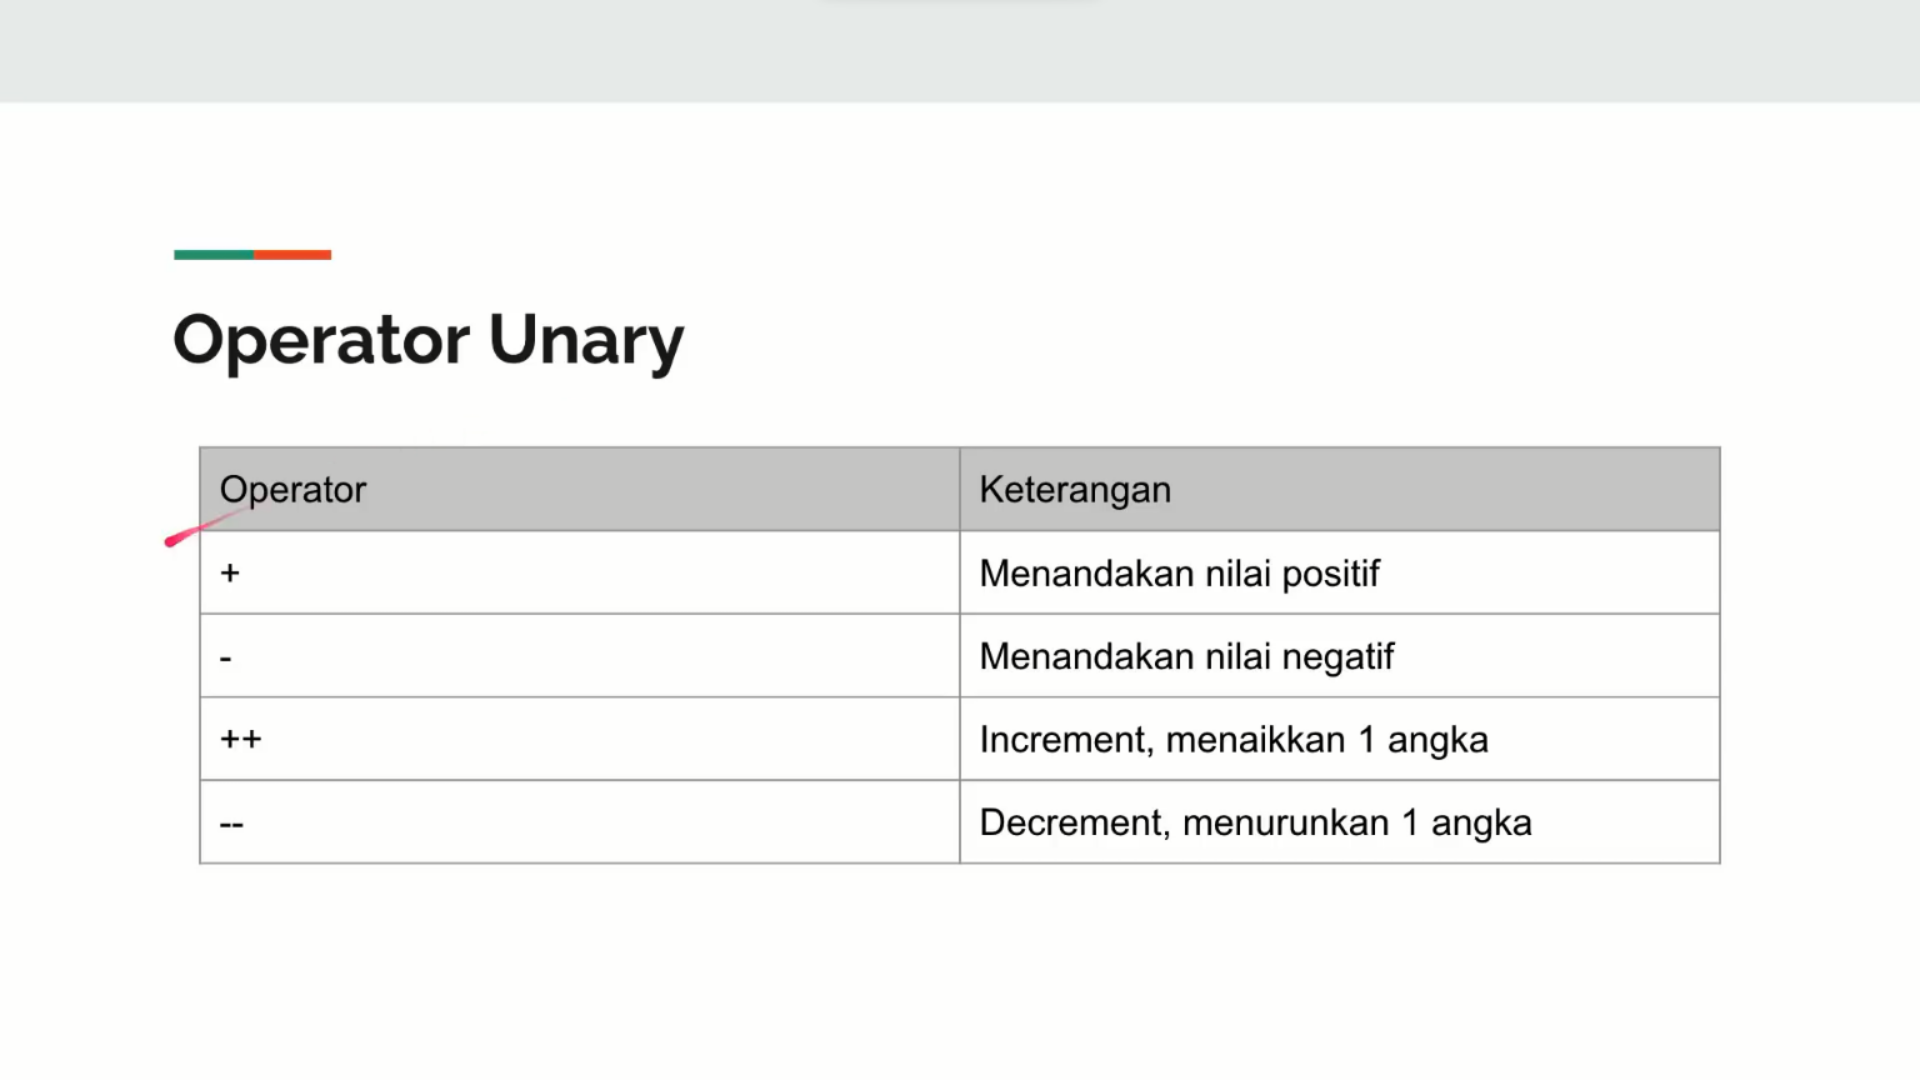 Operator Unary
Operator Keterangan
+ Menandakan nilai positif
- Menandakan nilai negatif
++ Increment, menaikkan 1 angka
-- Decrement, menurunkan 1 angka